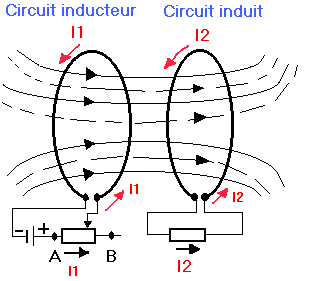 Circuit inducteur Circuit induit
I1 I2
I1 I2
- +
A B
I1 I2